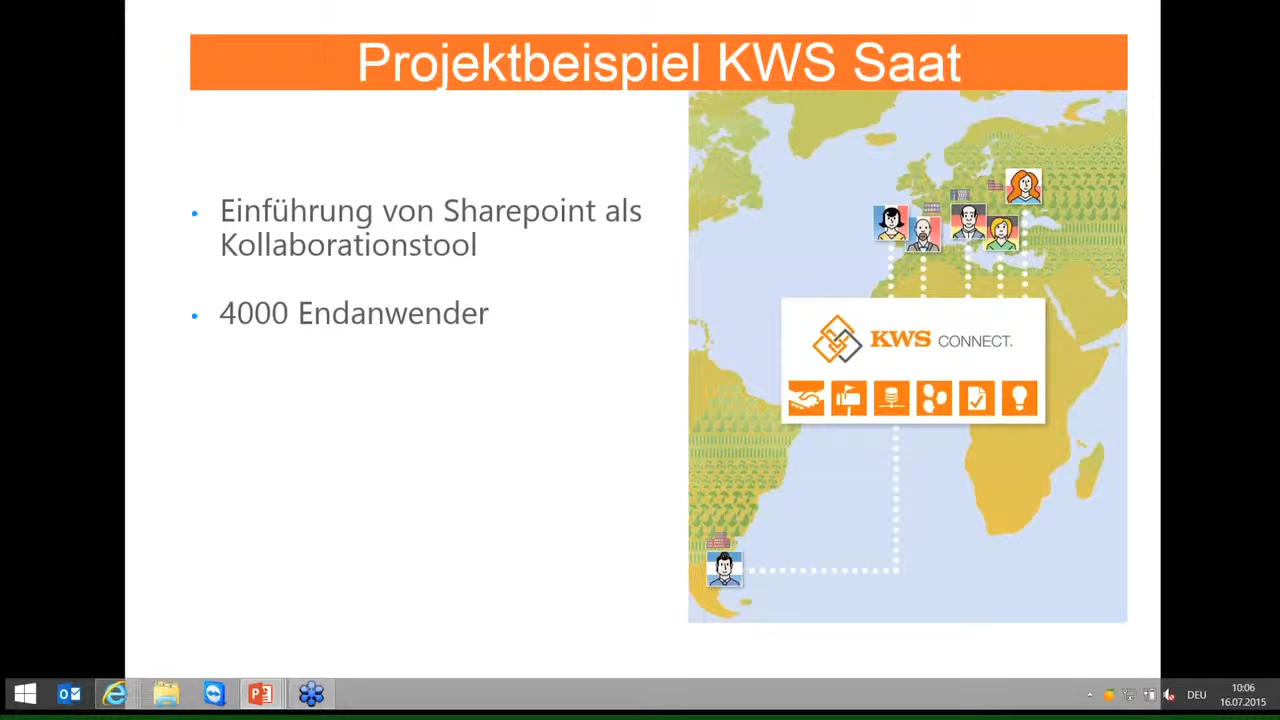 Projektbeispiel KWS Saat
Einführung von Sharepoint als
Kollaborationstool
4000 Endanwender
KWS CONNECT.
DEU
10:06
16.07.2015